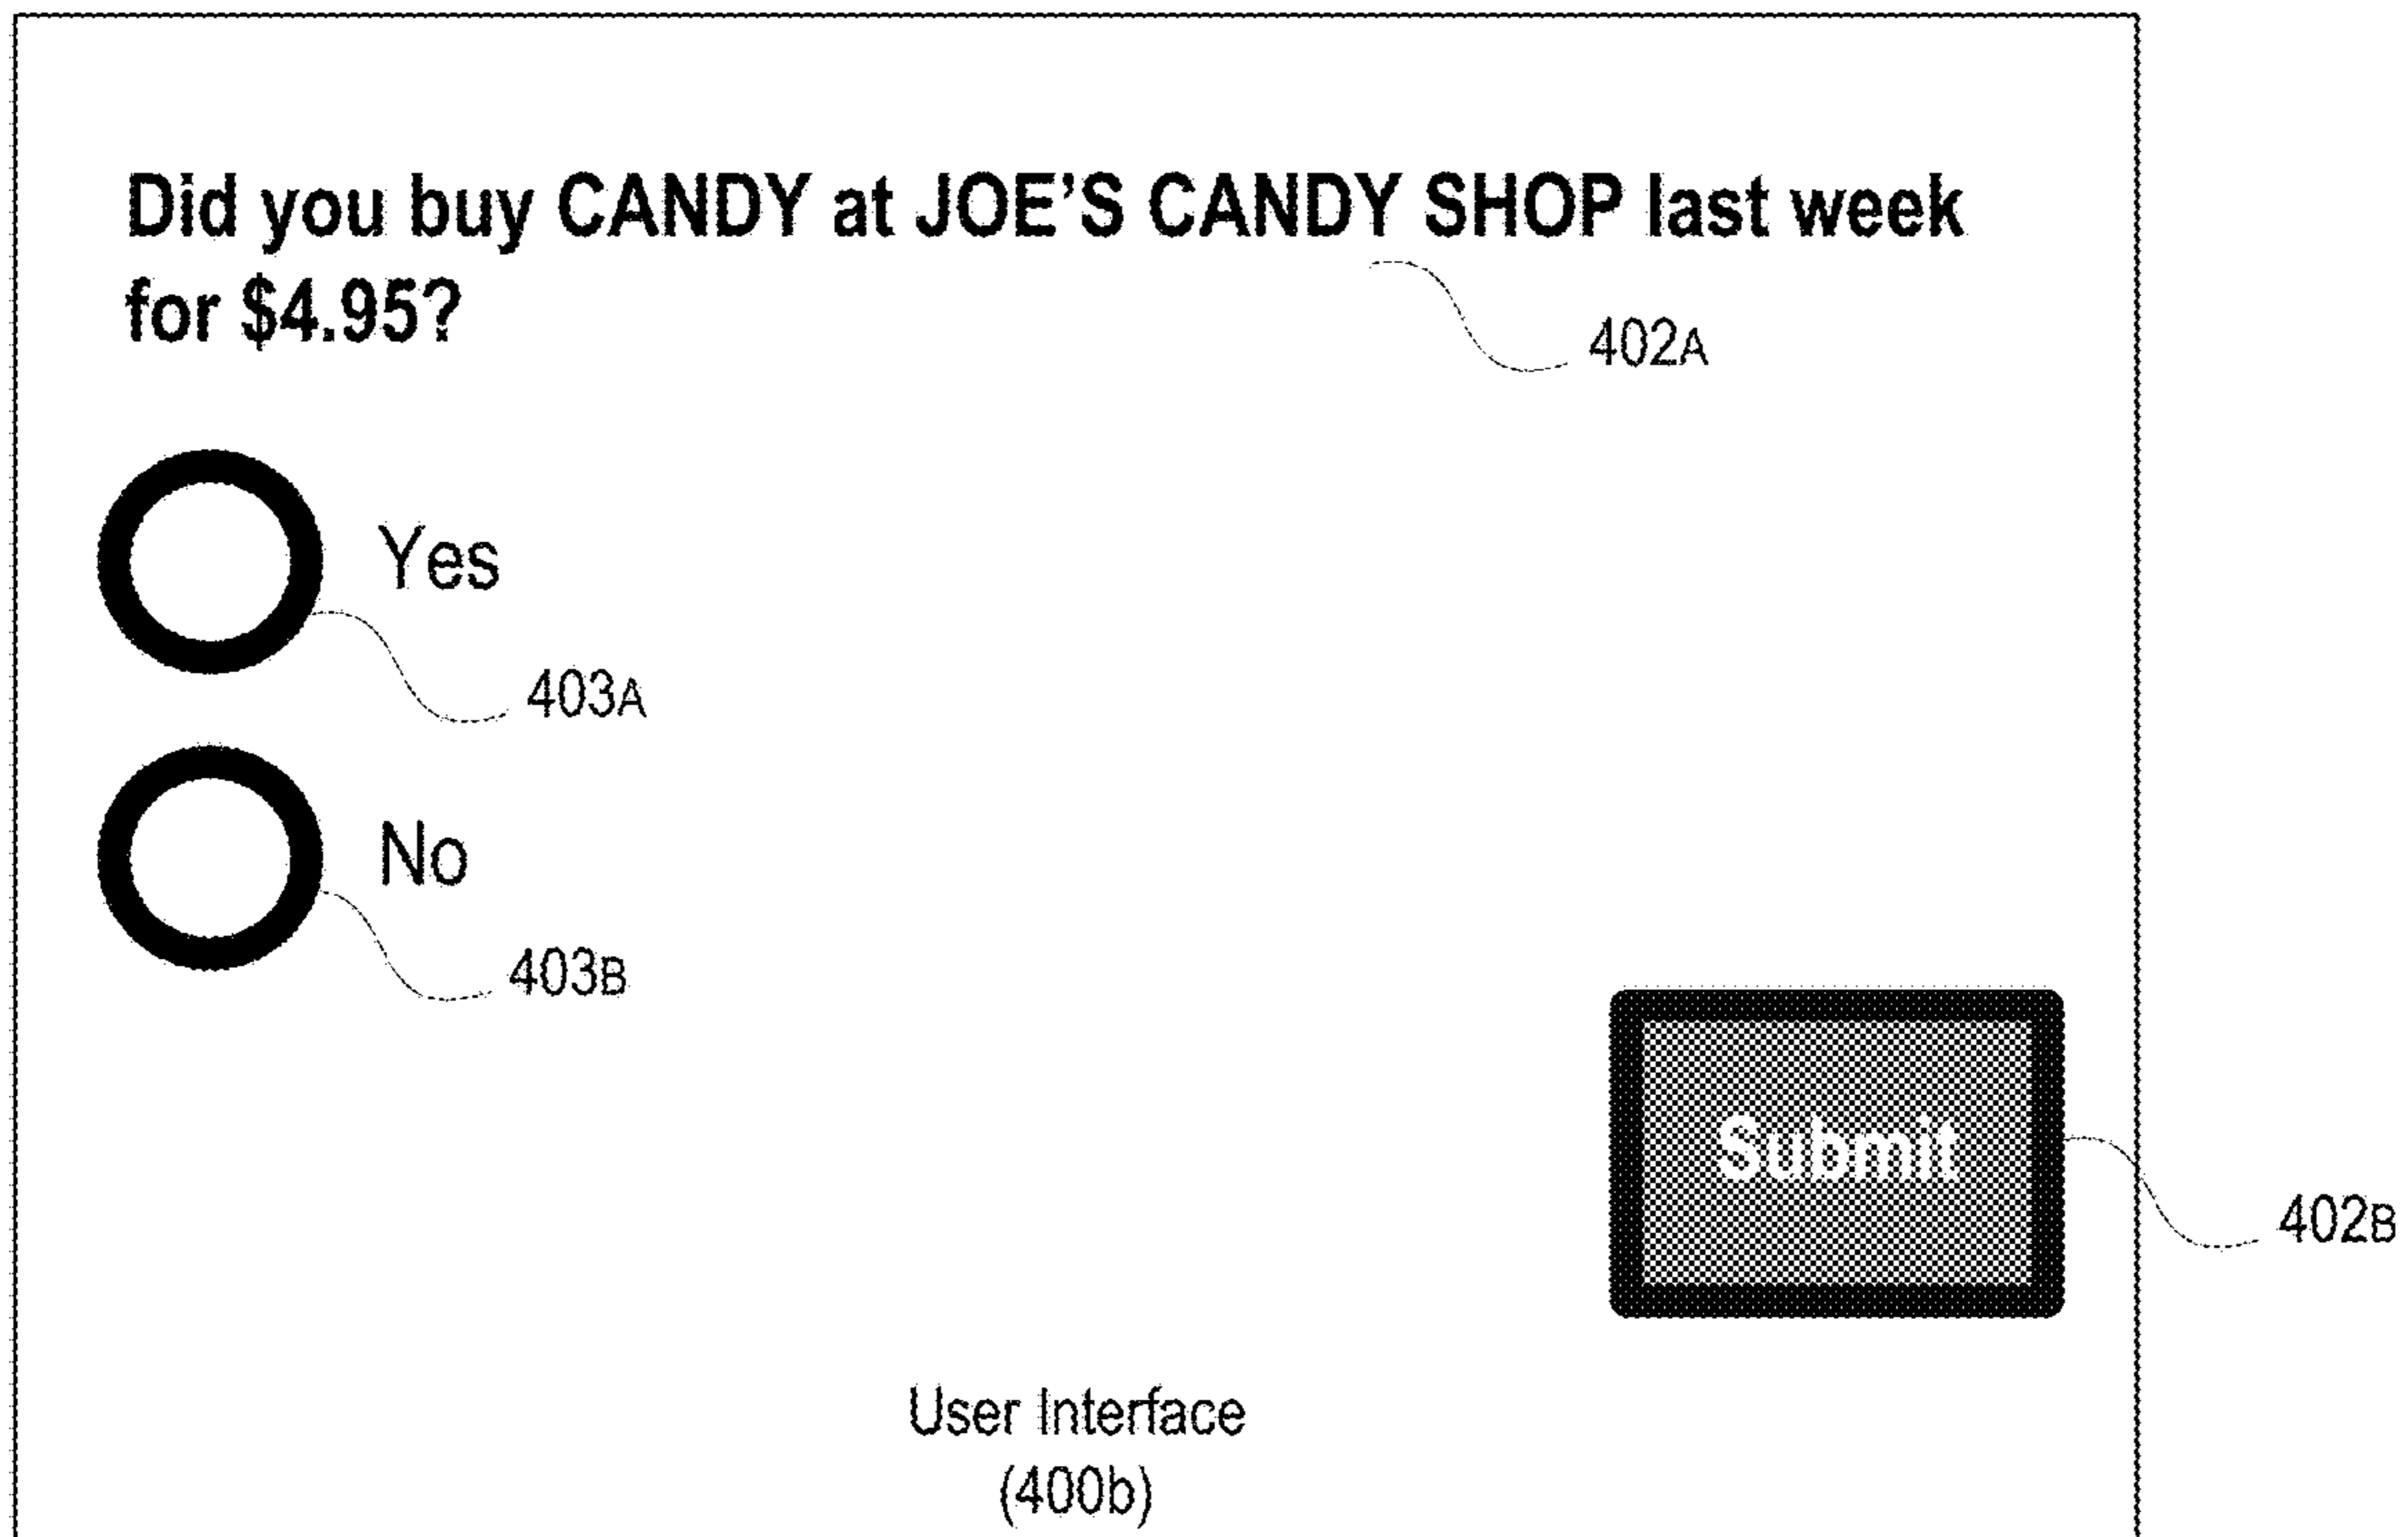 Did you buy CANDY at JOE’S CANDY SHOP last week
for $4.95?
402A
Yes
403A
No
403B
Submit
402B
User Interface
(400b)